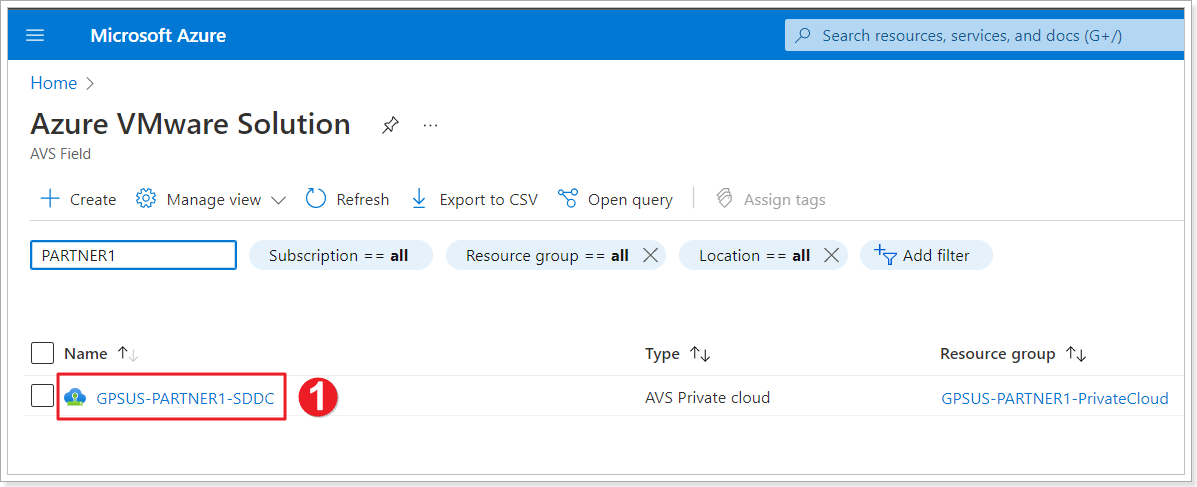 Microsoft Azure
Search resources, services, and docs (G+/)
Home
Azure VMware Solution
...
AVS Field
Create Manage view Refresh Export to CSV Open query Assign tags
PARTNER1 Subscription == all Resource group == all Location == all Add filter
Name Type Resource group
GPSUS-PARTNER1-SDDC 1 AVS Private cloud GPSUS-PARTNER1-PrivateCloud